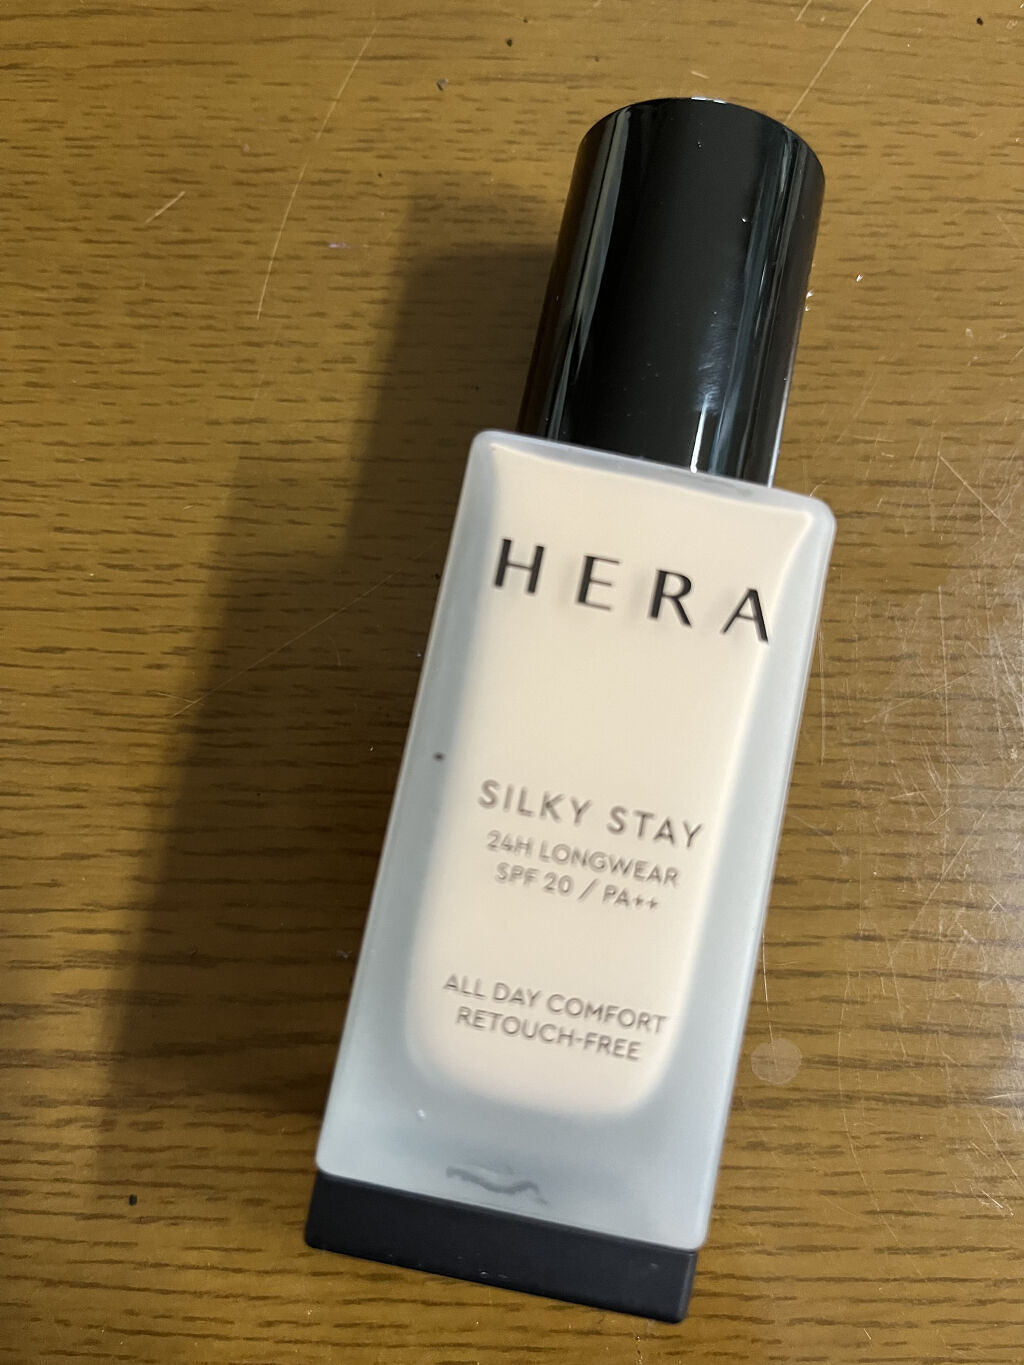 HERA
SILKY STAY
24H LONGWEAR
SPF 20 / PA++
ALL DAY COMFORT
RETOUCH-FREE